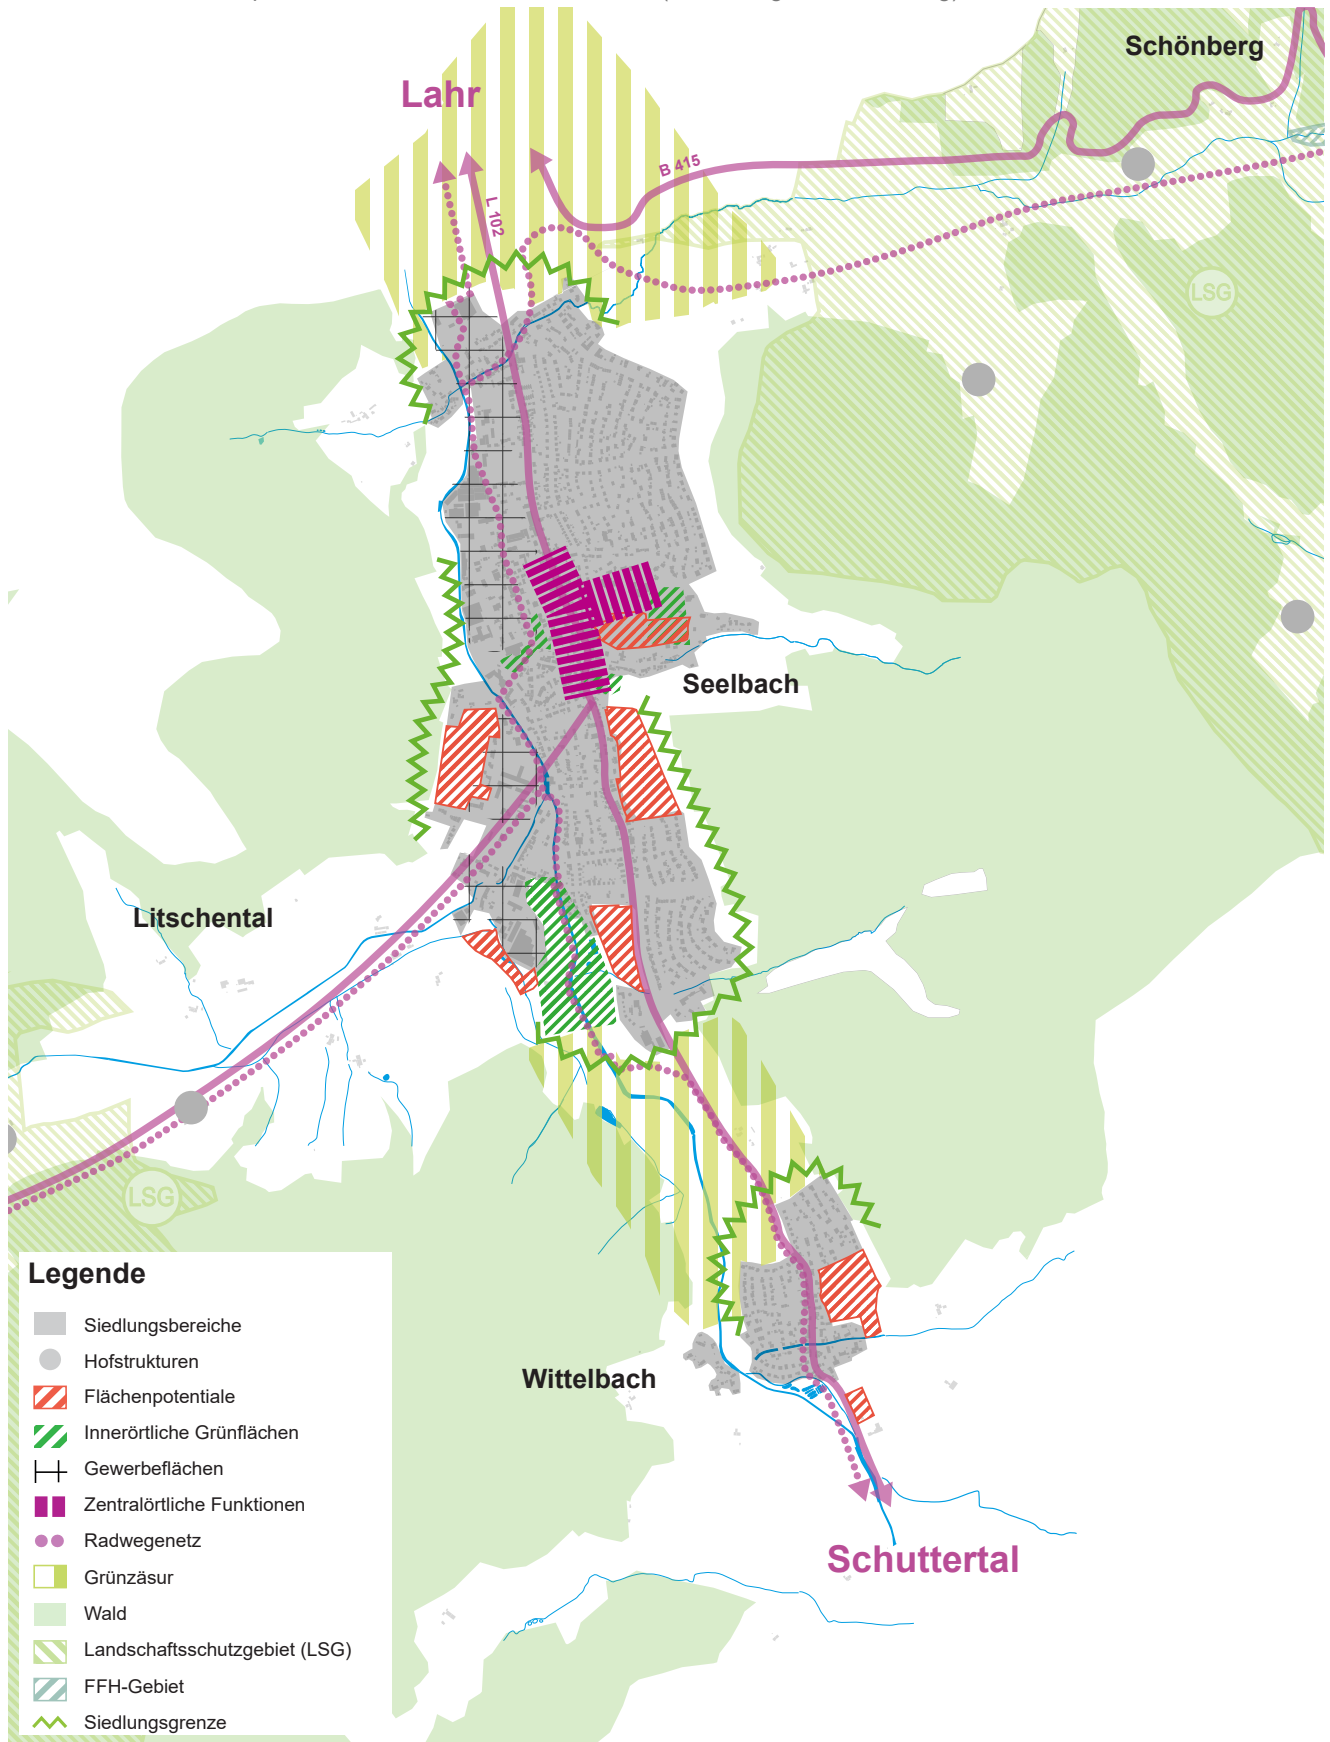 Schönberg
Lahr
B 415
L 102
LSG
Seelbach
Litschental
LSG
Legende
Siedlungsbereiche
Hofstrukturen
Flächenpotentiale
Innerörtliche Grünflächen
Gewerbeflächen
Zentralörtliche Funktionen
Radwegenetz
Grünzäsur
Wald
Landschaftsschutzgebiet (LSG)
FFH-Gebiet
Siedlungsgrenze
Wittelbach
Schuttertal